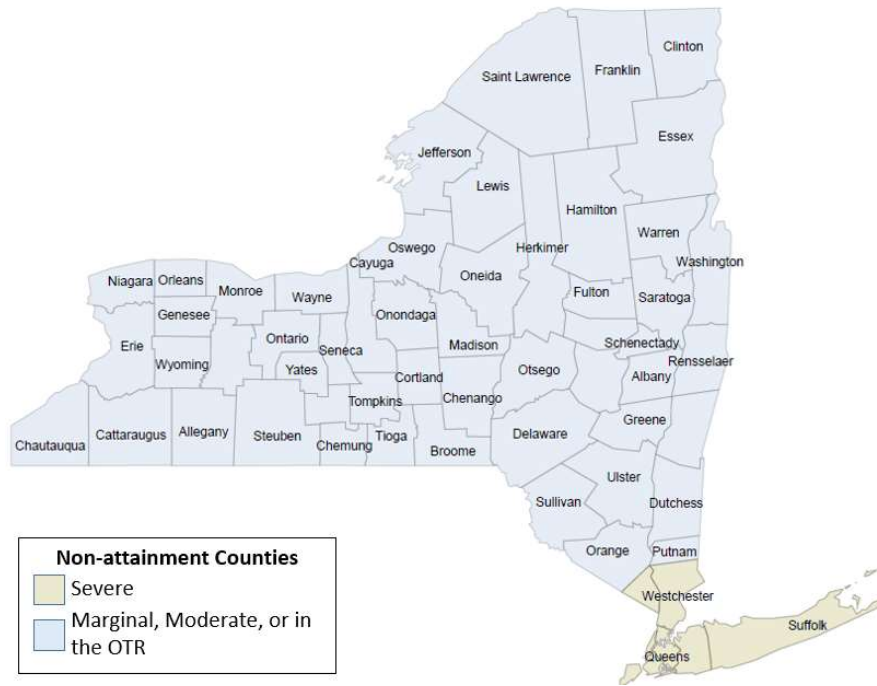 Clinton
Saint Lawrence
Franklin
Essex
Jefferson
Lewis
Hamilton
Warren
Oswego
Herkimer
Washington
Cayuga
Oneida
Niagara
Orleans
Monroe
Wayne
Fulton
Saratoga
Genesee
Onondaga
Ontario
Schenectady
Erie
Seneca
Madison
Rensselaer
Wyoming
Yates
Otsego
Albany
Cortland
Tompkins
Chenango
Greene
Chautauqua
Cattaraugus
Allegany
Steuben
Chemung
Tioga
Broome
Delaware
Ulster
Sullivan
Dutchess
Orange
Putnam
Westchester
Suffolk
Queens
Non-attainment Counties
Severe
Marginal, Moderate, or in
the OTR